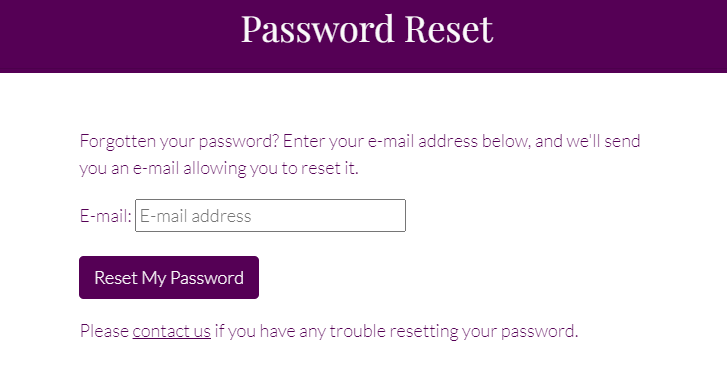 Password Reset
Forgotten your password? Enter your e-mail address below, and we'll send
you an e-mail allowing you to reset it.
E-mail: E-mail address
Reset My Password
Please contact us if you have any trouble resetting your password.